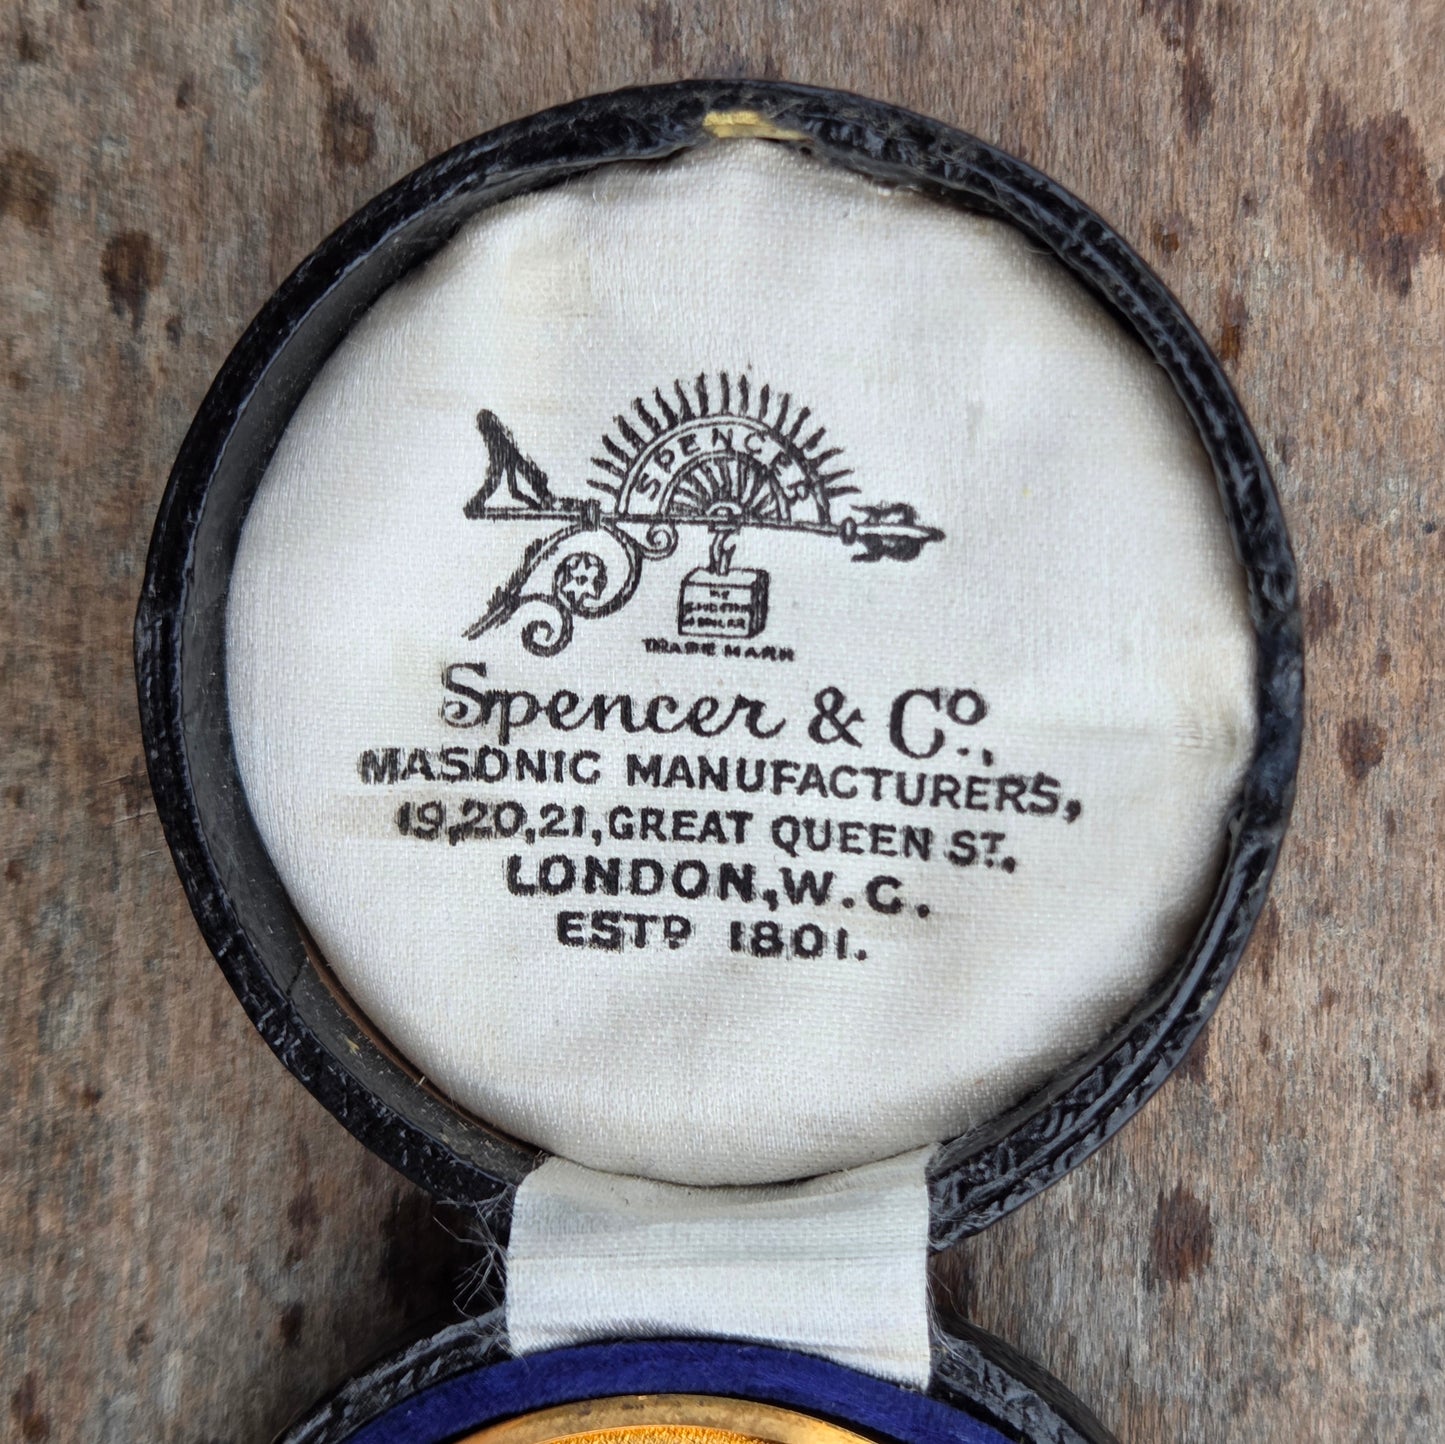 SPENCER
TRADE MARK
Spencer & Co.,
MASONIC MANUFACTURERS,
19,20,21, GREAT QUEEN ST.,
LONDON, W.C.
ESTD 1801.